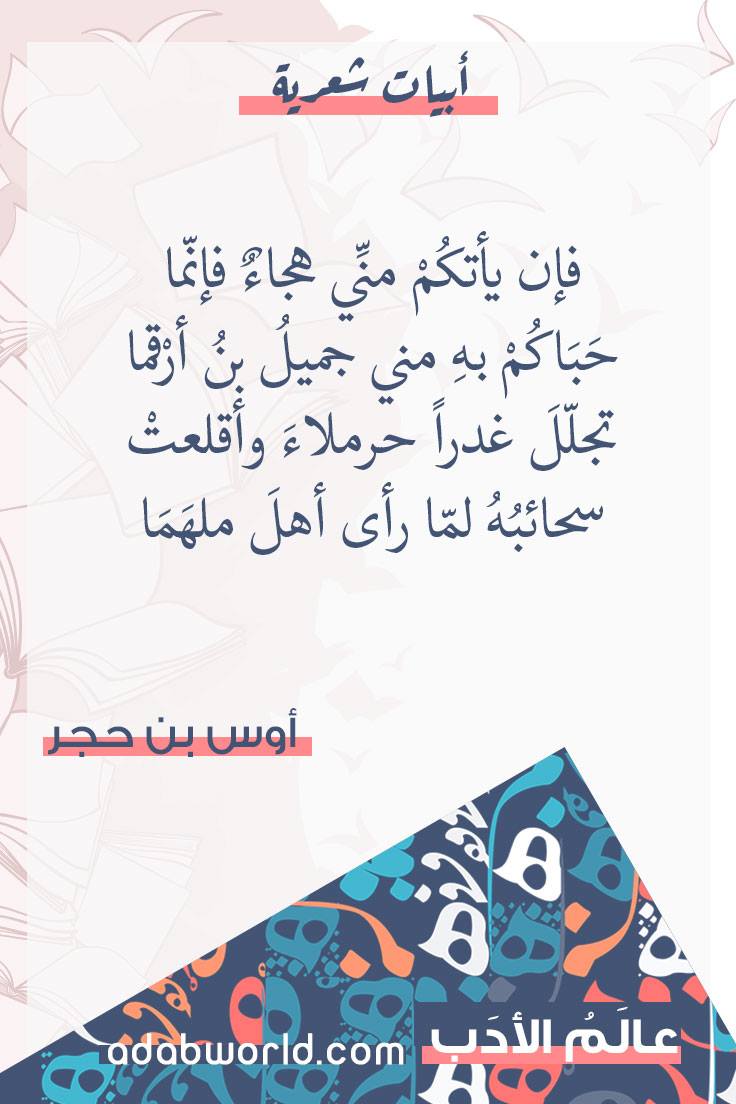 أبيات شعرية
فإن يأتكُمْ منِّي هجاءٌ فإنّما
حَبَاكُمْ بهِ مني جميلُ بنُ أرْقما
تجلّلَ غدراً حرملاءَ وأقلعتْ
سحائبُهُ لمّا رأى أهلَ ملهَمَا
أوس بن حجر
عالَمُ الأدَب
adabworld.com